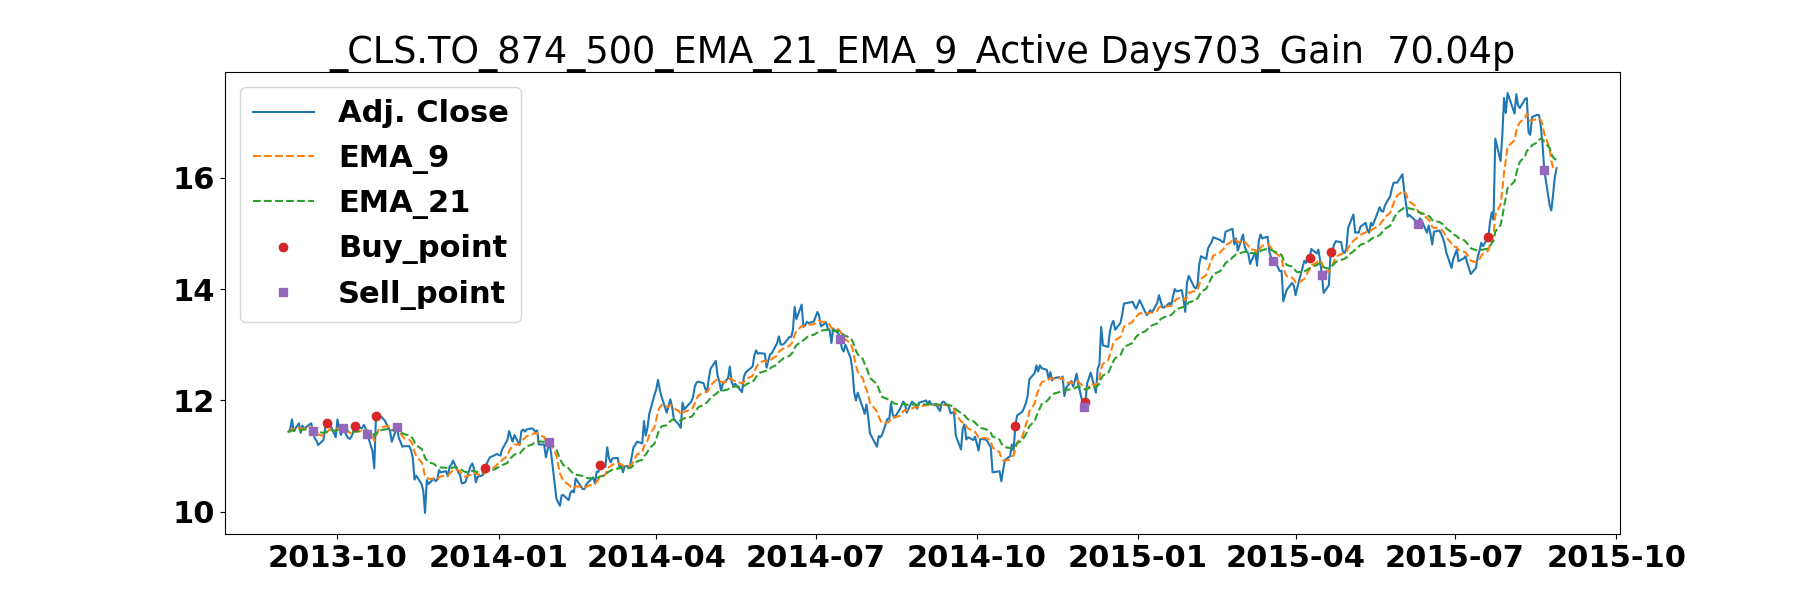 _CLS.TO_874_500_EMA_21_EMA_9_Active Days703_Gain  70.04p
Adj. Close
EMA_9
EMA_21
Buy_point
Sell_point
16
14
12
10
2013-10 2014-01 2014-04 2014-07 2014-10 2015-01 2015-04 2015-07 2015-10